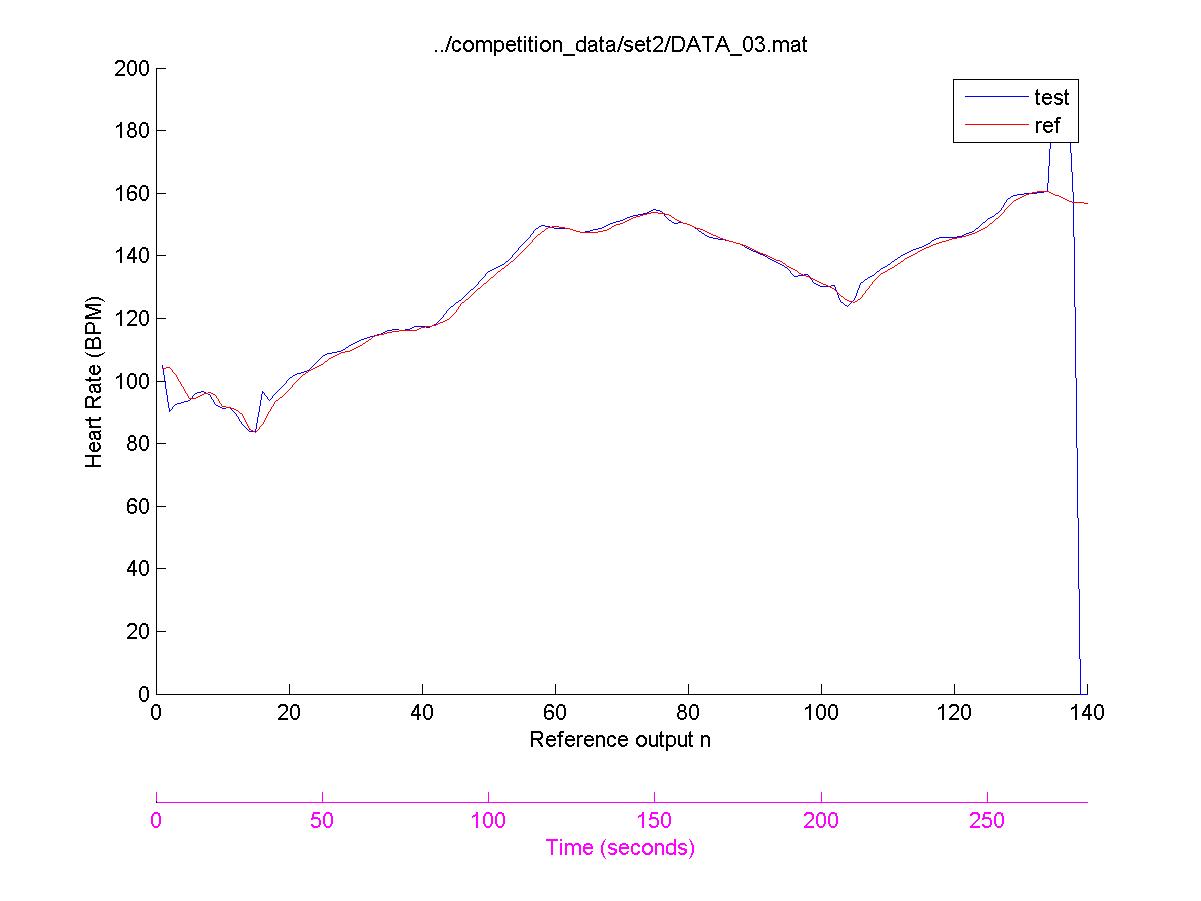 ../competition_data/set2/DATA_03.mat
200
180
160
140
120
100
80
60
40
20
0
Heart Rate (BPM)
test
ref
0 20 40 60 80 100 120 140
Reference output n
0 50 100 150 200 250
Time (seconds)